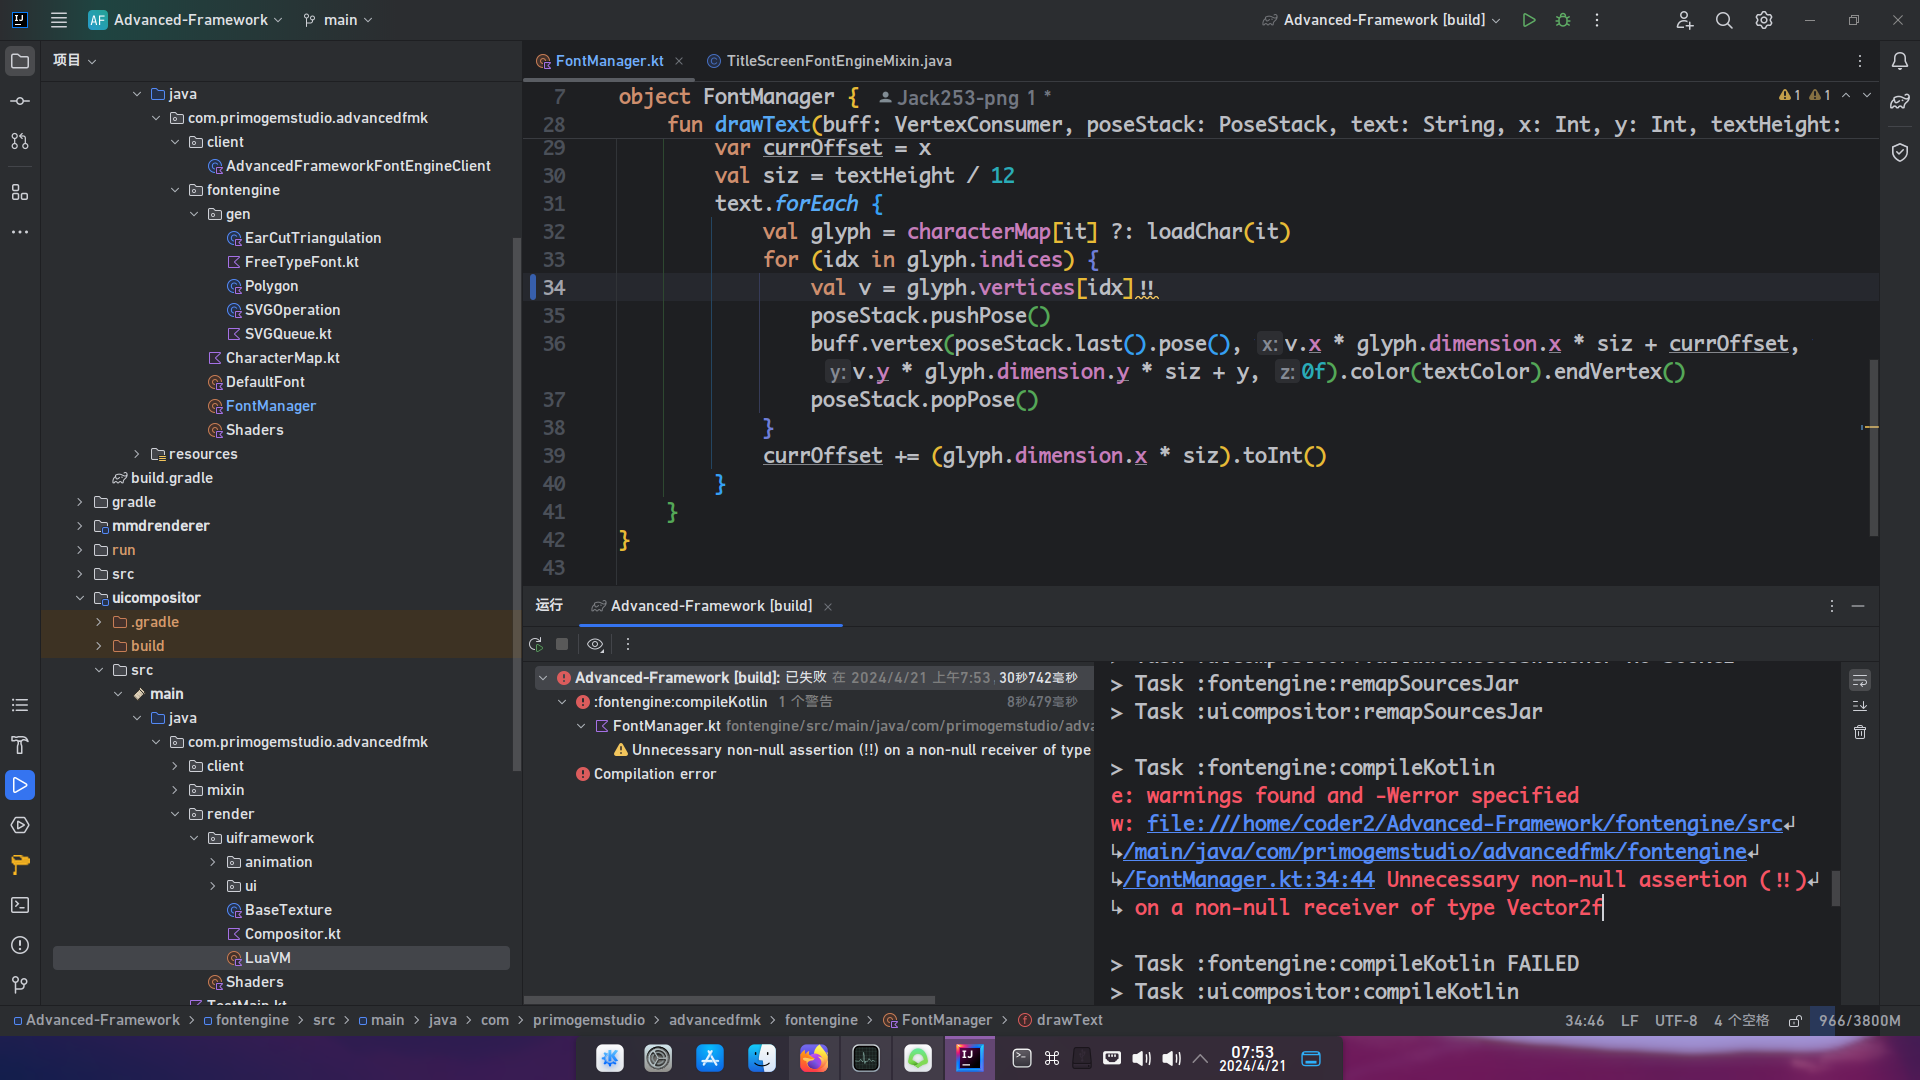 AF Advanced-Framework main Advanced-Framework [build]
项目
java
com.primogemstudio.advancedfmk
client
AdvancedFrameworkFontEngineClient
fontengine
gen
EarCutTriangulation
FreeTypeFont.kt
Polygon
SVGOperation
SVGQueue.kt
CharacterMap.kt
DefaultFont
FontManager
Shaders
resources
build.gradle
gradle
mmdrenderer
run
src
uicompositor
.gradle
build
src
main
java
com.primogemstudio.advancedfmk
client
mixin
render
uiframework
animation
ui
BaseTexture
Compositor.kt
LuaVM
Shaders
TestMain.kt
FontManager.kt TitleScreenFontEngineMixin.java
7 object FontManager { Jack253-png 1 * 1 1
28 fun drawText(buff: VertexConsumer, poseStack: PoseStack, text: String, x: Int, y: Int, textHeight:
29 var currOffset = x
30 val siz = textHeight / 12
31 text.forEach {
32 val glyph = characterMap[it] ?: loadChar(it)
33 for (idx in glyph.indices) {
34 val v = glyph.vertices[idx]!!
35 poseStack.pushPose()
36 buff.vertex(poseStack.last().pose(), x: v.x * glyph.dimension.x * siz + currOffset,
y: v.y * glyph.dimension.y * siz + y, z: 0f).color(textColor).endVertex()
37 poseStack.popPose()
38 }
39 currOffset += (glyph.dimension.x * siz).toInt()
40 }
41 }
42 }
43
运行 Advanced-Framework [build]
Advanced-Framework [build]: 已失败 在 2024/4/21 上午7:53, 30秒742毫秒
:fontengine:compileKotlin 1 个警告 8秒479毫秒
FontManager.kt fontengine/src/main/java/com/primogemstudio/adva
Unnecessary non-null assertion (!!) on a non-null receiver of type
Compilation error
> Task :fontengine:remapSourcesJar
> Task :uicompositor:remapSourcesJar
> Task :fontengine:compileKotlin
e: warnings found and -Werror specified
w: file:///home/coder2/Advanced-Framework/fontengine/src
/main/java/com/primogemstudio/advancedfmk/fontengine
/FontManager.kt:34:44 Unnecessary non-null assertion (!!)
on a non-null receiver of type Vector2f
> Task :fontengine:compileKotlin FAILED
> Task :uicompositor:compileKotlin
Advanced-Framework > fontengine > src > main > java > com > primogemstudio > advancedfmk > fontengine > FontManager > drawText 34:46 LF UTF-8 4 个空格 966/3800M
07:53
2024/4/21